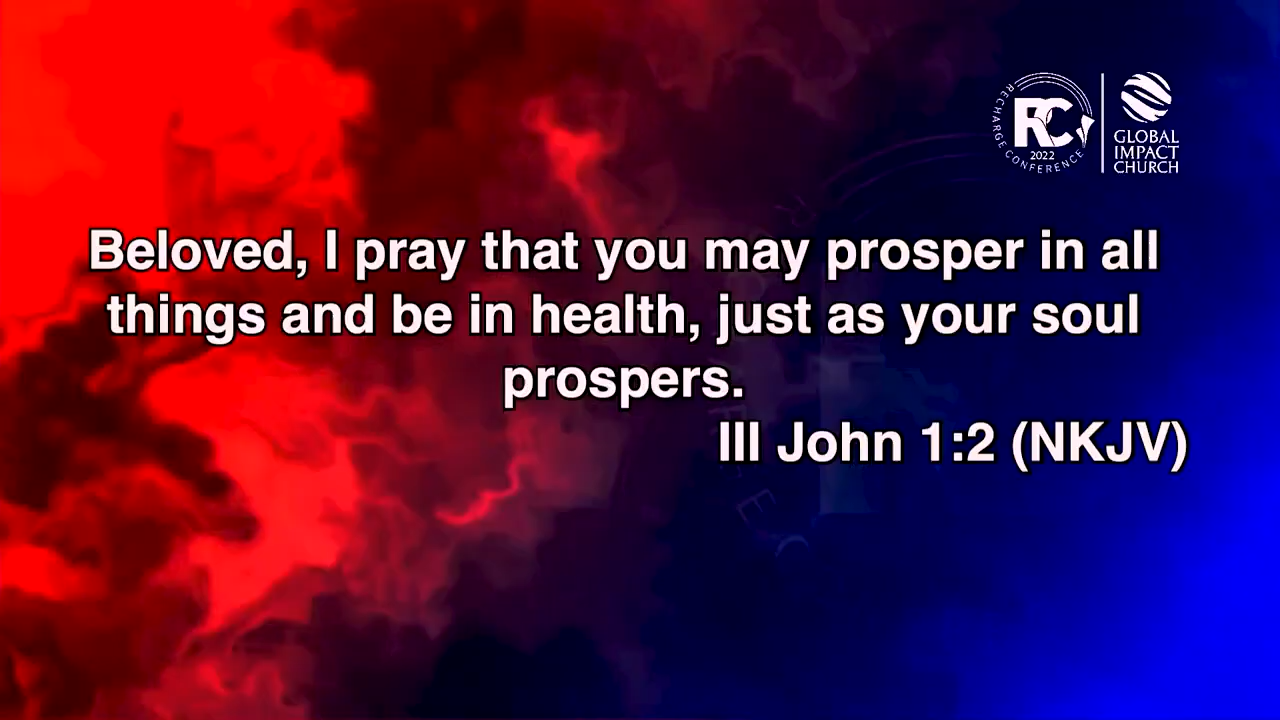 RECHARGE CONFERENCE
RC
2022
GLOBAL
IMPACT
CHURCH
Beloved, I pray that you may prosper in all
things and be in health, just as your soul
prospers.
III John 1:2 (NKJV)